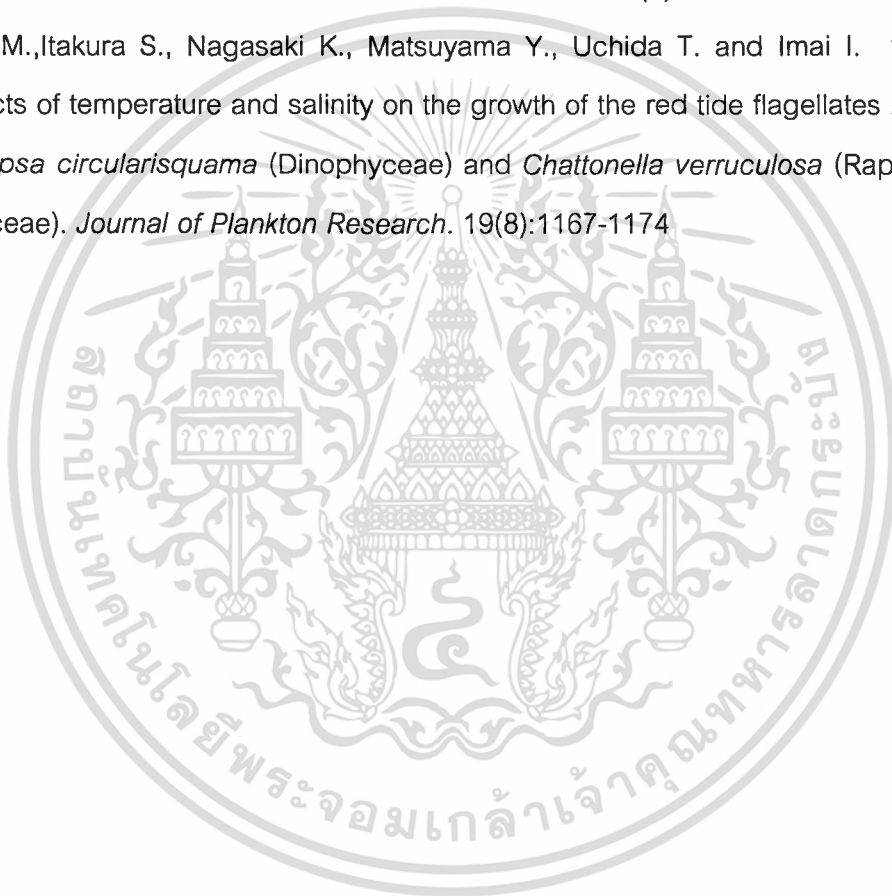 M.,Itakura S., Nagasaki K., Matsuyama Y., Uchida T. and Imai I.
cts of temperature and salinity on the growth of the red tide flagellates
psa circularisquama (Dinophyceae) and Chattonella verruculosa (Rap
ceae). Journal of Plankton Research. 19(8):1167-1174
สถาบันเทคโนโลยีพระจอมเกล้าเจ้าคุณทหารลาดกระบัง